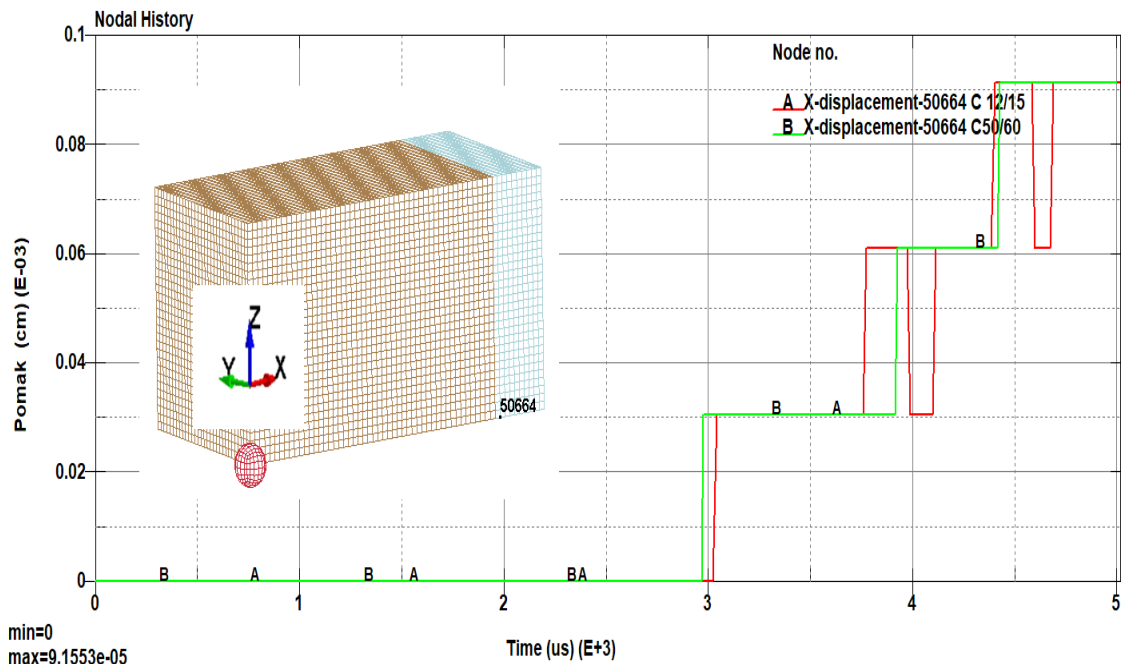 Nodal History
0.1
0.08
0.06
0.04
0.02
0
Pomak (cm) (E-03)
Node no.
A X-displacement-50664 C 12/15
B X-displacement-50664 C50/60
Z
Y X
50664
B
B A
B A B A B A
0 1 2 3 4 5
min=0
max=9.1553e-05
Time (us) (E+3)